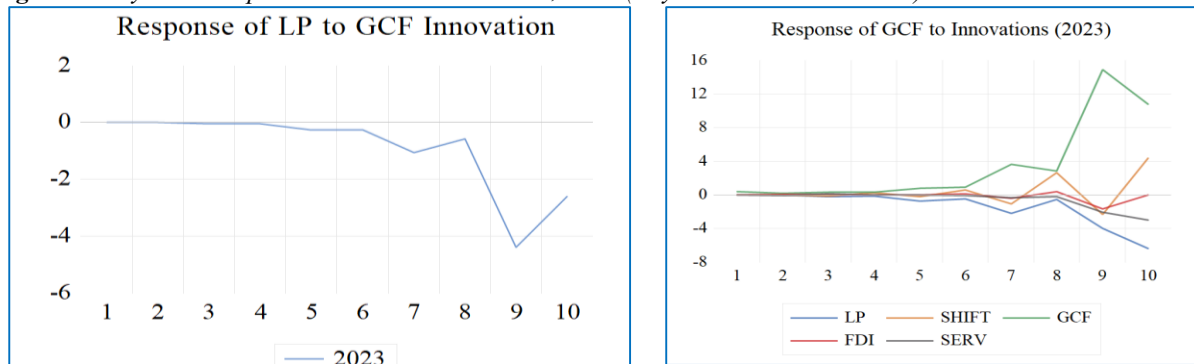 Response of LP to GCF Innovation
2
0
-2
-4
-6
1 2 3 4 5 6 7 8 9 10
2023
Response of GCF to Innovations (2023)
16
12
8
4
0
-4
-8
1 2 3 4 5 6 7 8 9 10
LP SHIFT GCF
FDI SERV